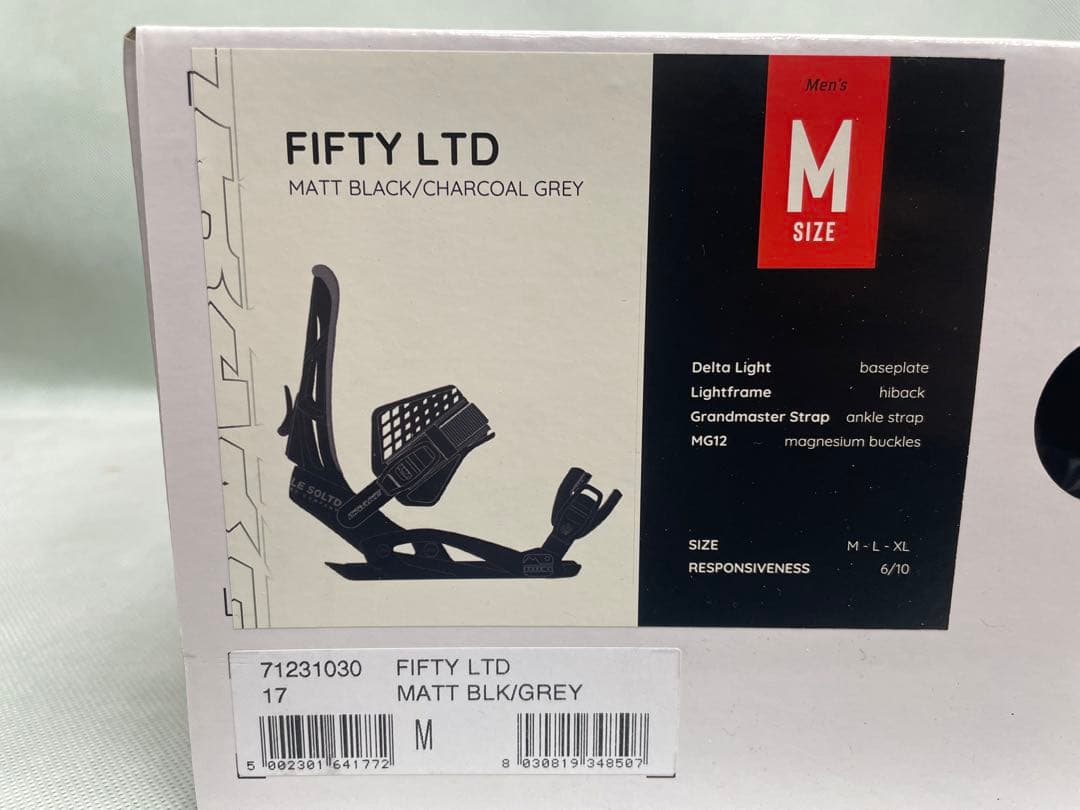 FIFTY LTD
MATT BLACK/CHARCOAL GREY
Men's
M
SIZE
Delta Light baseplate
Lightframe hiback
Grandmaster Strap ankle strap
MG12 magnesium buckles
SIZE M - L - XL
RESPONSIVENESS 6/10
LE 50LTD
71231030 FIFTY LTD
17 MATT BLK/GREY
M
5 002301 641772
8 030819 348507